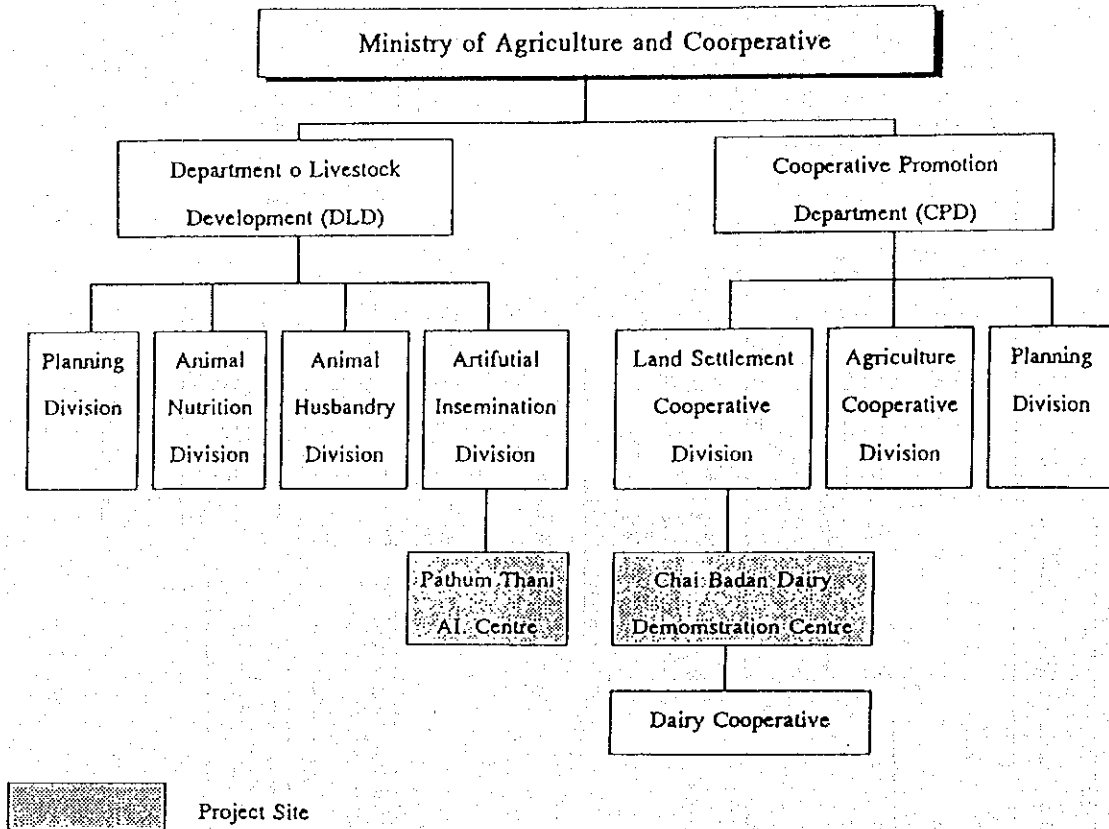 Ministry of Agriculture and Coorperative
Department o Livestock
Development (DLD)
Cooperative Promotion
Department (CPD)
Planning
Division
Animal
Nutrition
Division
Animal
Husbandry
Division
Artifutial
Insemination
Division
Land Settlement
Cooperative
Division
Agriculture
Cooperative
Division
Planning
Division
Pathum Thani
AI. Centre
Chai Badan Dairy
Demomstration Centre
Dairy Cooperative
Project Site